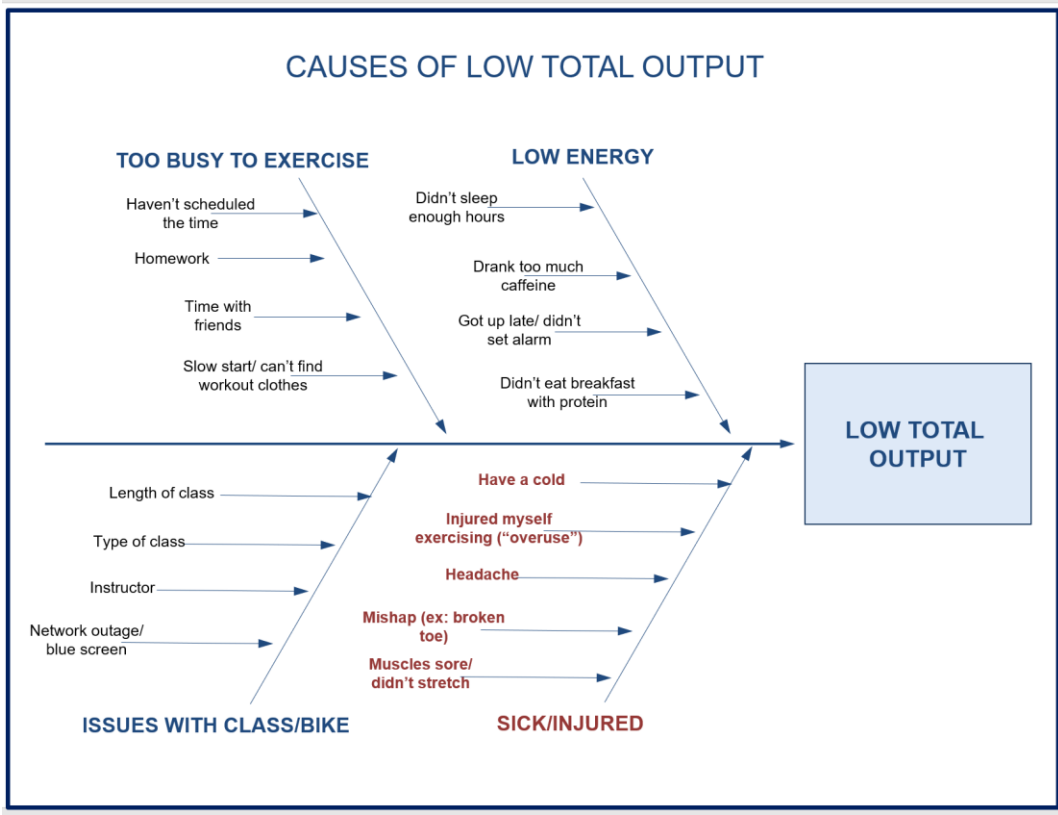 CAUSES OF LOW TOTAL OUTPUT
TOO BUSY TO EXERCISE
Haven’t scheduled
the time
Homework
Time with
friends
Slow start/ can’t find
workout clothes
LOW ENERGY
Didn’t sleep
enough hours
Drank too much
caffeine
Got up late/ didn’t
set alarm
Didn’t eat breakfast
with protein
LOW TOTAL
OUTPUT
Length of class
Type of class
Instructor
Network outage/
blue screen
ISSUES WITH CLASS/BIKE
Have a cold
Injured myself
exercising (“overuse”)
Headache
Mishap (ex: broken
toe)
Muscles sore/
didn’t stretch
SICK/INJURED